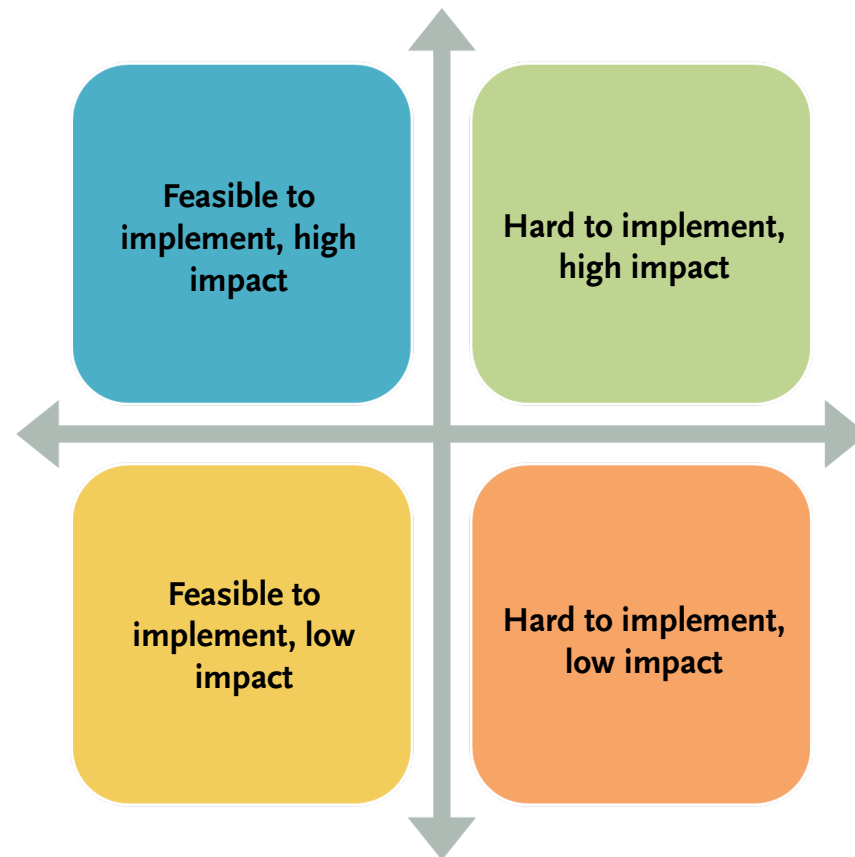 Feasible to
implement, high
impact
Hard to implement,
high impact
Feasible to
implement, low
impact
Hard to implement,
low impact